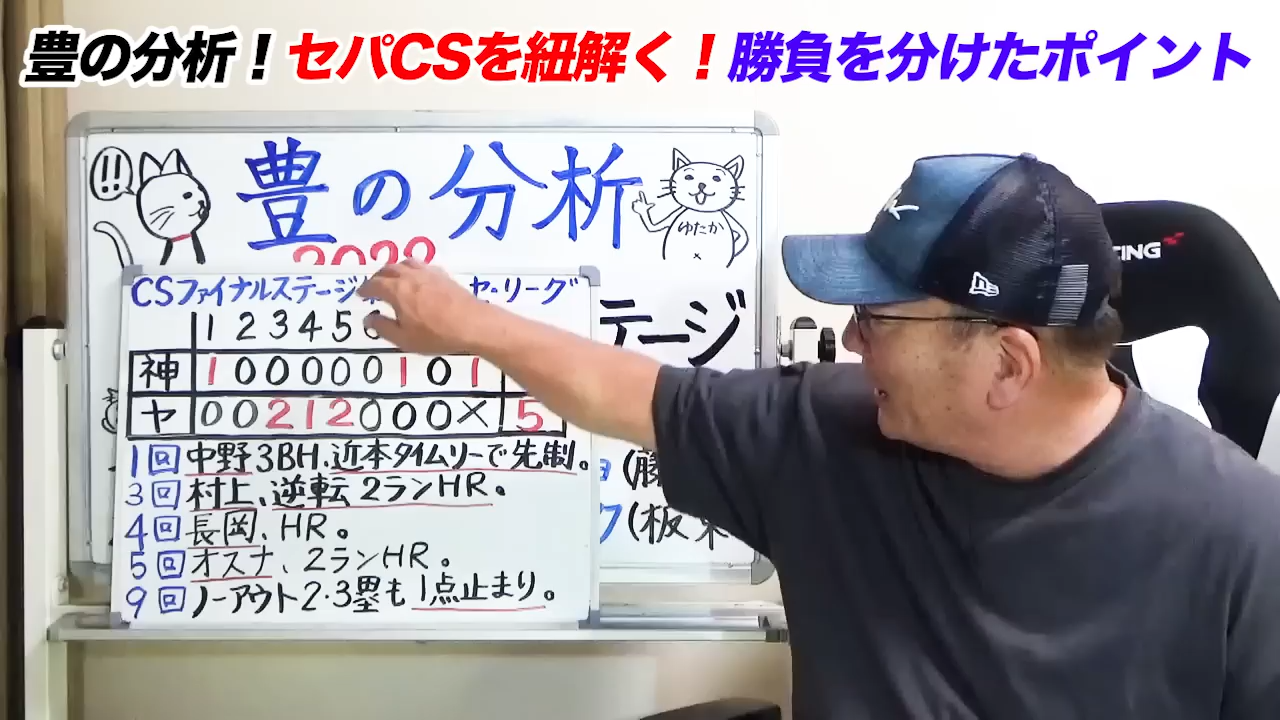 豊の分析！セパCSを紐解く！勝負を分けたポイント
!!
豊の分析
ゆたか
2022
CSファイナルステージ セ・リーグ
1 2 3 4 5
神 1 0 0 0 0 0 1 0 1
ヤ 0 0 2 1 2 0 0 0 X 5
1回 中野3BH、近本タイムリーで先制。
3回 村上、逆転2ランHR。
4回 長岡、HR。
5回 オスナ、2ランHR。
9回 ノーアウト2・3塁も1点止まり。
テージ